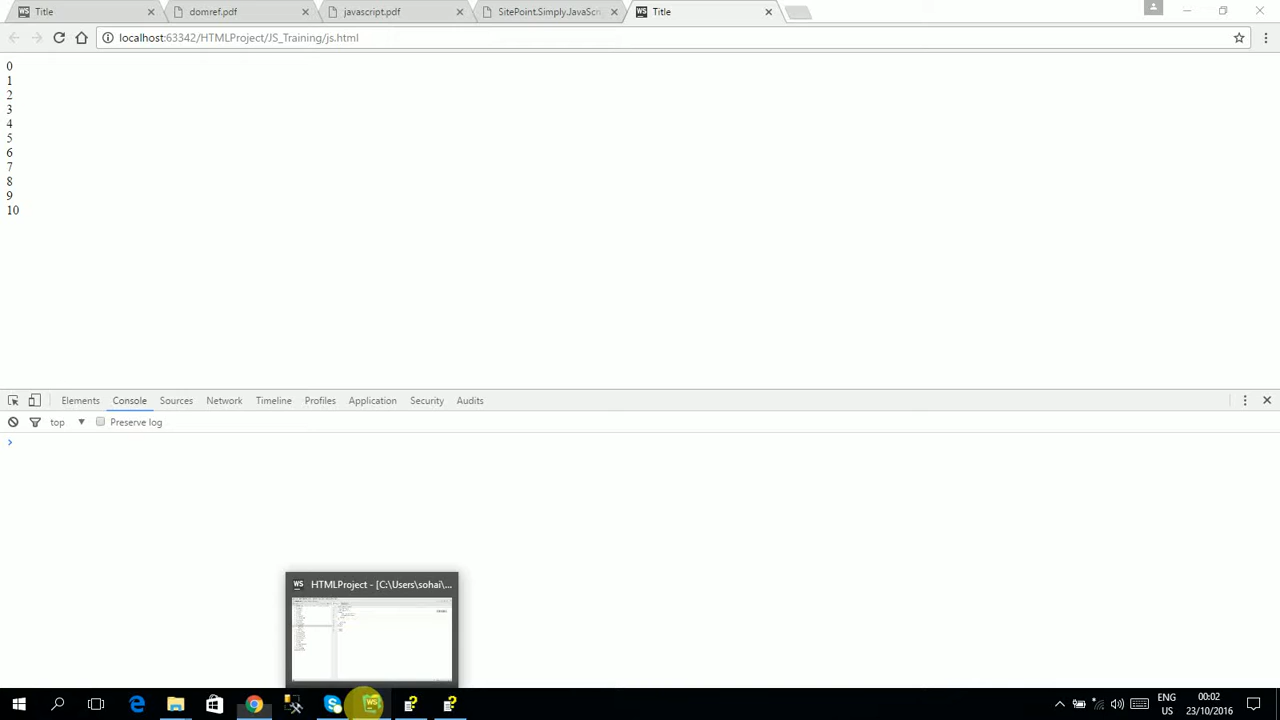 Title
domref.pdf
javascript.pdf
SitePoint.Simply.JavaScri
Title
localhost:63342/HTMLProject/JS_Training/js.html
0
1
2
3
4
5
6
7
8
9
10
Elements Console Sources Network Timeline Profiles Application Security Audits
top Preserve log
HTMLProject - [C:\Users\sohai\...
ENG
US
00:02
23/10/2016